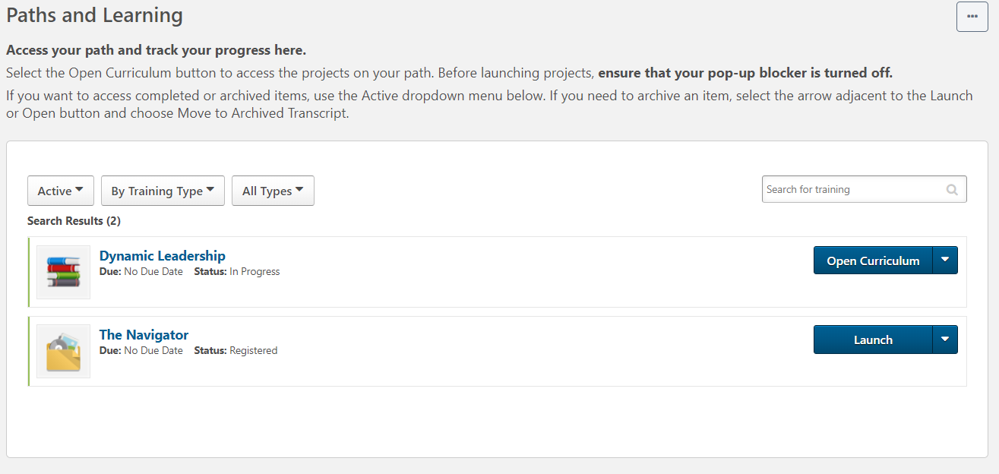 Paths and Learning
...
Access your path and track your progress here.
Select the Open Curriculum button to access the projects on your path. Before launching projects, ensure that your pop-up blocker is turned off.
If you want to access completed or archived items, use the Active dropdown menu below. If you need to archive an item, select the arrow adjacent to the Launch
or Open button and choose Move to Archived Transcript.
Active By Training Type All Types Search for training
Search Results (2)
Dynamic Leadership
Due: No Due Date Status: In Progress
Open Curriculum
The Navigator
Due: No Due Date Status: Registered
Launch